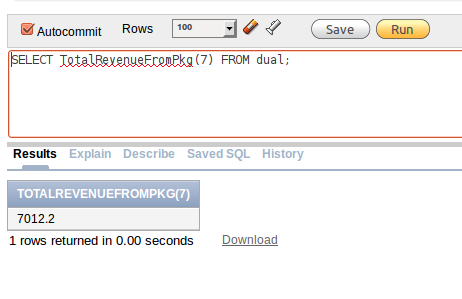 Autocommit Rows 100 Save Run
SELECT TotalRevenueFromPkg(7) FROM dual;
Results Explain Describe Saved SQL History
TOTALREVENUEFROMPKG(7)
7012.2
1 rows returned in 0.00 seconds Download